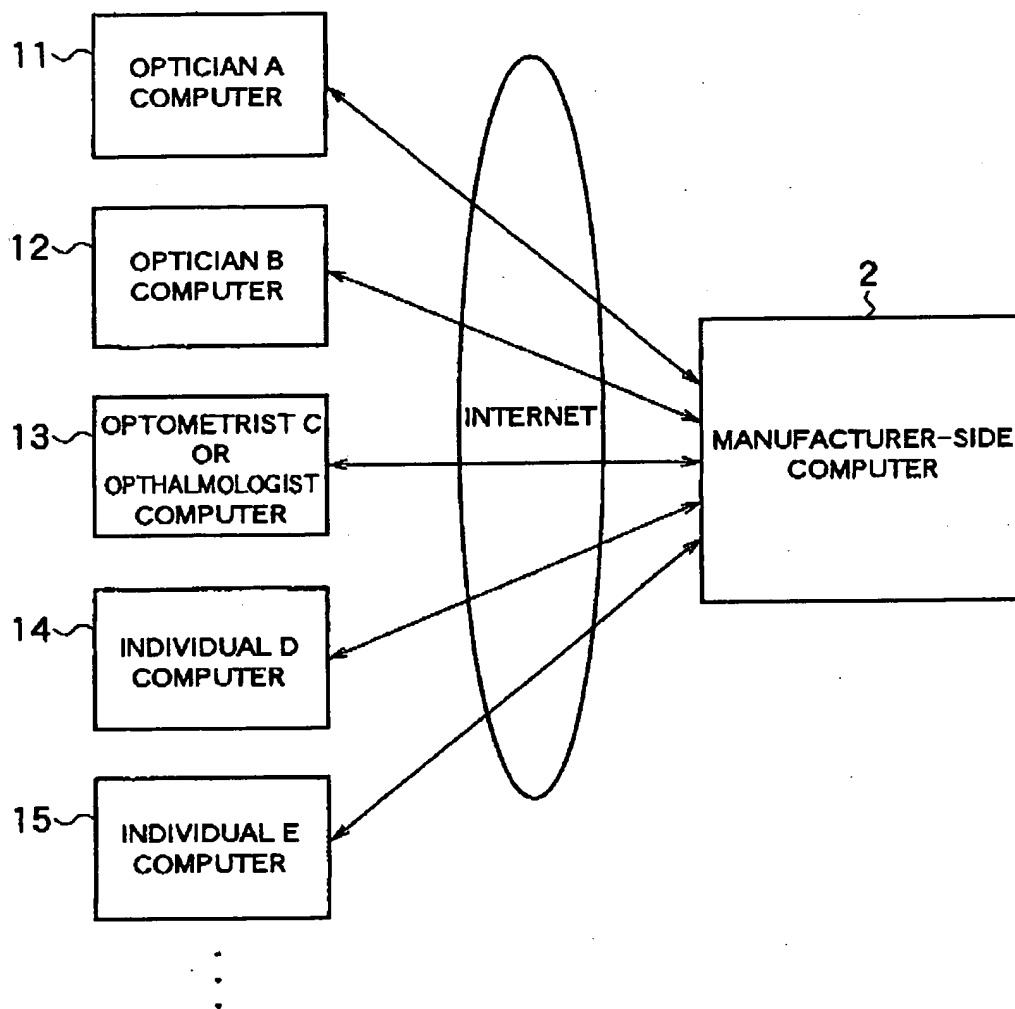 11
OPTICIAN A
COMPUTER
12
OPTICIAN B
COMPUTER
13
OPTOMETRIST C
OR
OPTHALMOLOGIST
COMPUTER
14
INDIVIDUAL D
COMPUTER
15
INDIVIDUAL E
COMPUTER
INTERNET
2
MANUFACTURER-SIDE
COMPUTER